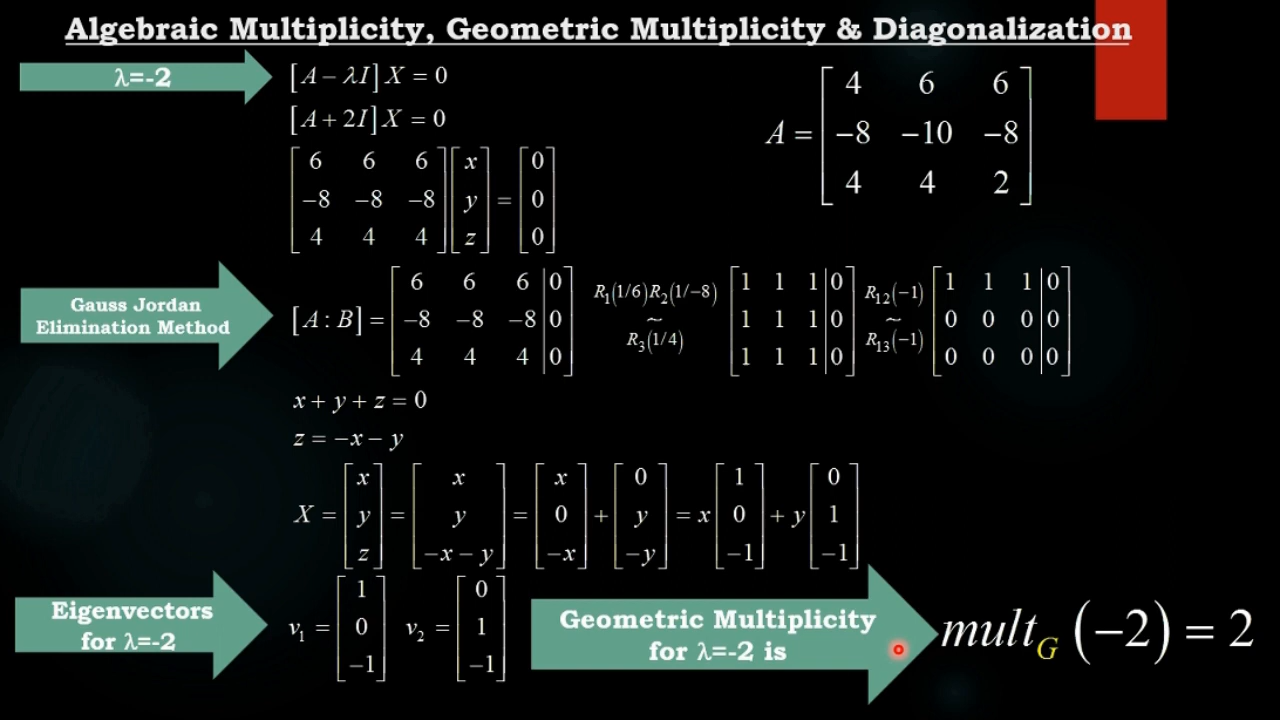 Algebraic Multiplicity, Geometric Multiplicity & Diagonalization
λ=-2
[A − λI] X = 0
[A + 2I] X = 0
A = [4 6 6; −8 −10 −8; 4 4 2]
[6 6 6; −8 −8 −8; 4 4 4] [x; y; z] = [0; 0; 0]
Gauss Jordan
Elimination Method
[A : B] = [6 6 6 | 0; −8 −8 −8 | 0; 4 4 4 | 0] R₁(1/6)R₂(1/−8) ~ R₃(1/4) [1 1 1 | 0; 1 1 1 | 0; 1 1 1 | 0] R₁₂(−1) ~ R₁₃(−1) [1 1 1 | 0; 0 0 0 | 0; 0 0 0 | 0]
x + y + z = 0
z = −x − y
X = [x; y; z] = [x; y; −x − y] = [x; 0; −x] + [0; y; −y] = x [1; 0; −1] + y [0; 1; −1]
Eigenvectors
for λ=-2
v₁ = [1; 0; −1] v₂ = [0; 1; −1]
Geometric Multiplicity
for λ=-2 is
mult_G (−2) = 2